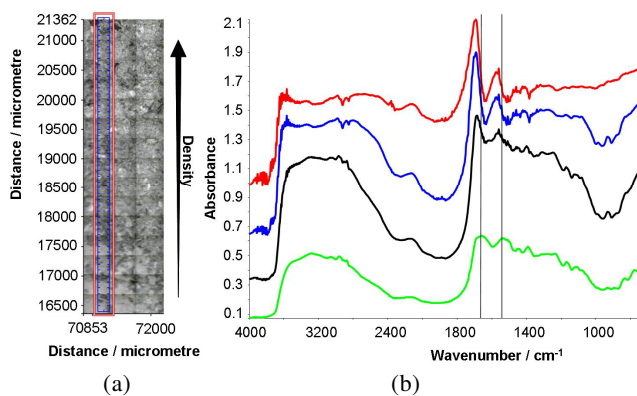 (a)
Distance / micrometre
21362
21000
20500
20000
19500
19000
18500
18000
17500
17000
16500
70853 72000
Distance / micrometre
Density
(b)
Absorbance
2.1
1.9
1.7
1.5
1.3
1.1
0.9
0.7
0.5
0.3
0.1
4000 3200 2400 1800 1400 1000
Wavenumber / cm⁻¹
(a) (b)